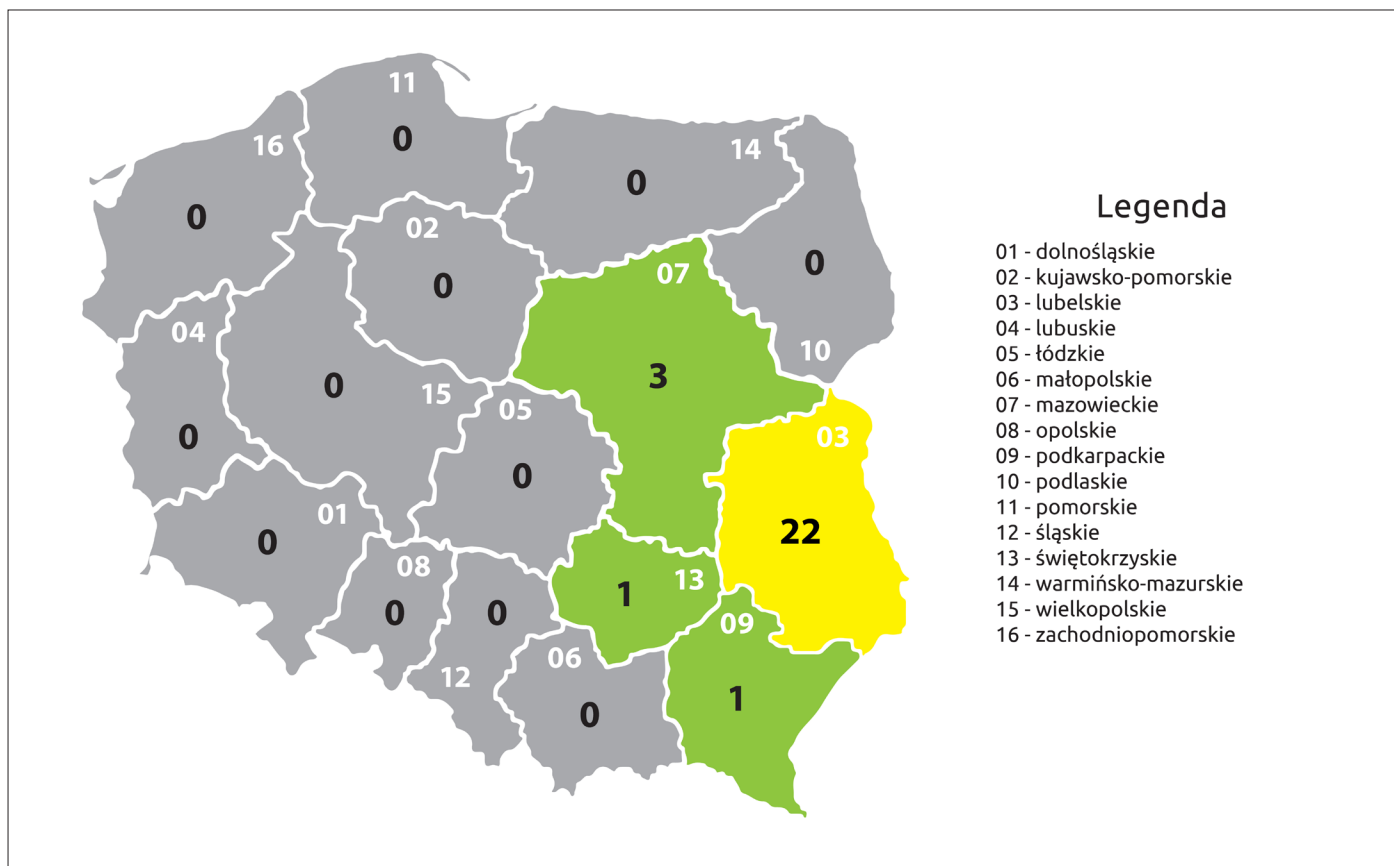 11
0
16
14
0
0
02
07
0
0
04
10
3
15
05
0
03
0
0
01
22
0
08
13
0
1
0
09
06
12
1
0
Legenda
01 - dolnośląskie
02 - kujawsko-pomorskie
03 - lubelskie
04 - lubuskie
05 - łódzkie
06 - małopolskie
07 - mazowieckie
08 - opolskie
09 - podkarpackie
10 - podlaskie
11 - pomorskie
12 - śląskie
13 - świętokrzyskie
14 - warmińsko-mazurskie
15 - wielkopolskie
16 - zachodniopomorskie